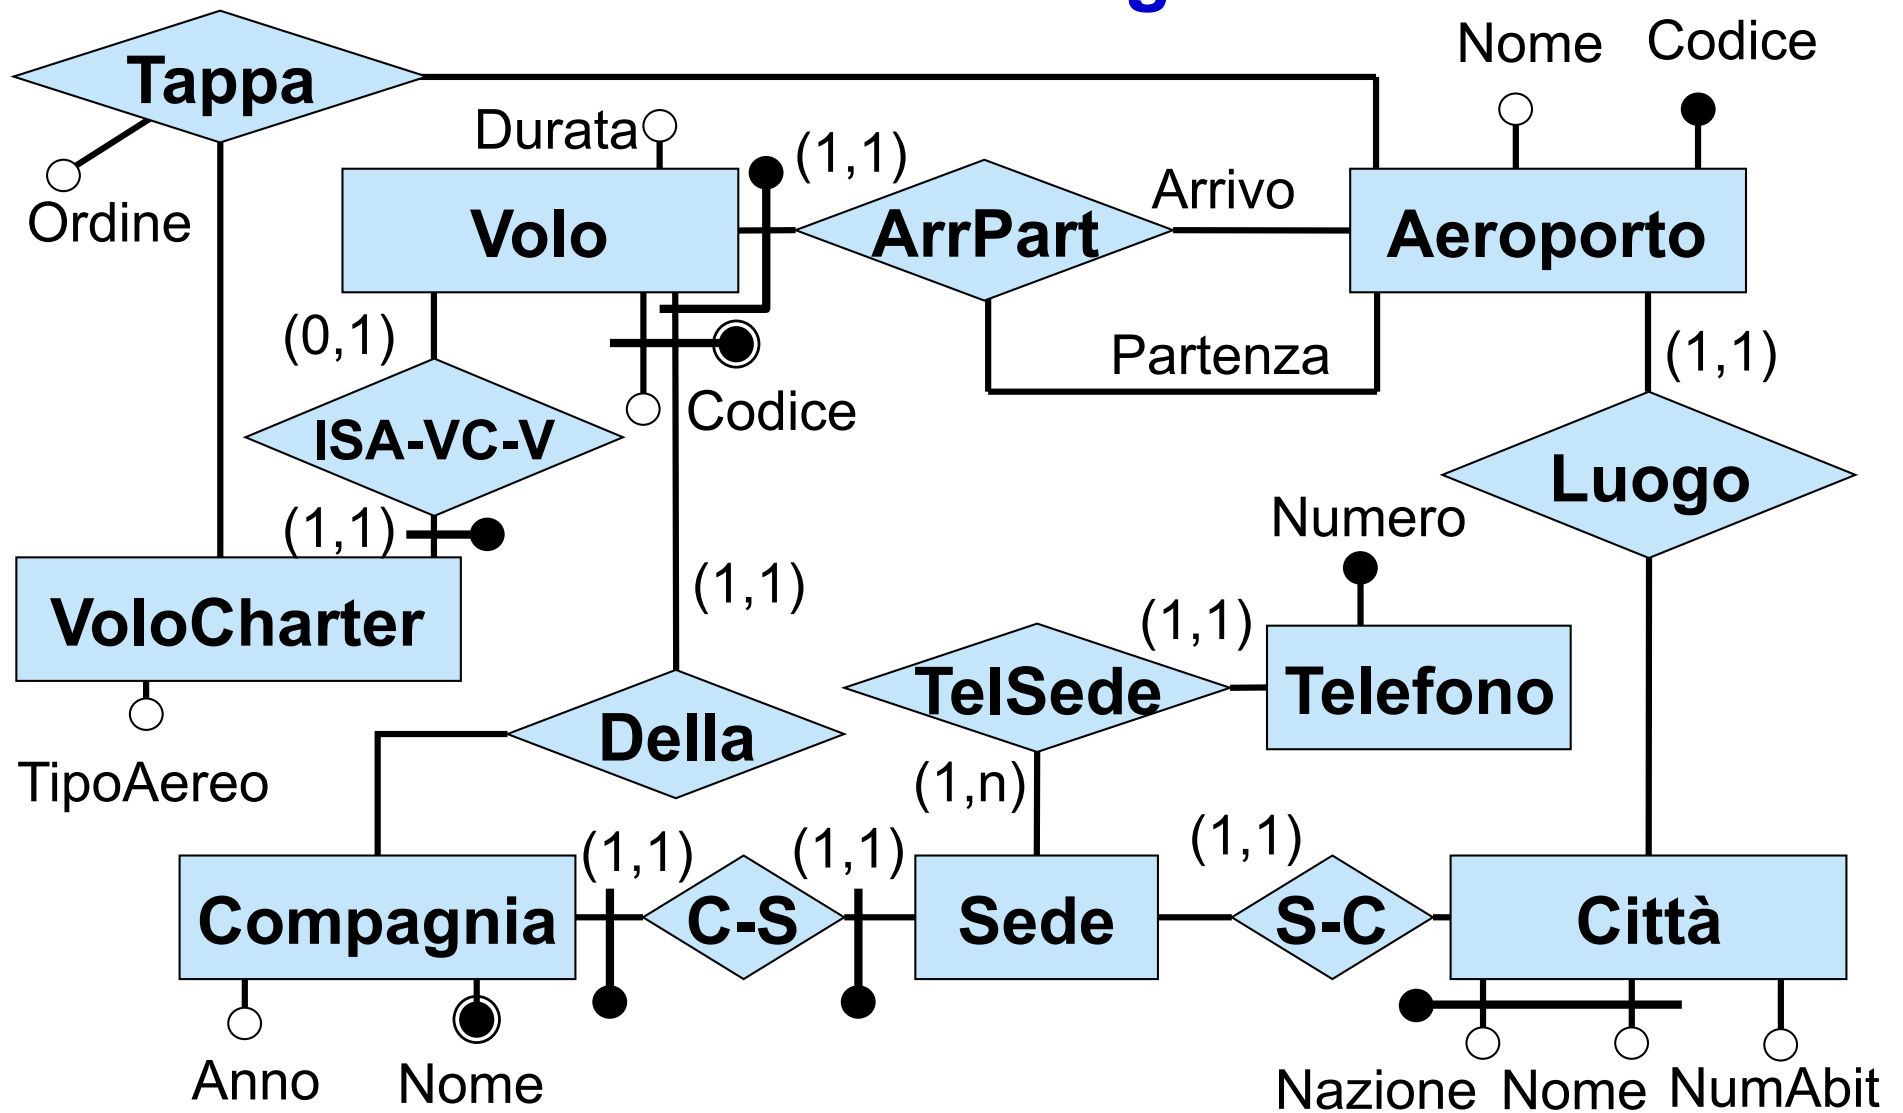 g
Nome Codice
Tappa
Durata
(1,1)
Arrivo
Ordine
Volo
ArrPart
Aeroporto
(0,1)
Partenza
(1,1)
Codice
ISA-VC-V
Luogo
(1,1)
Numero
(1,1)
(1,1)
VoloCharter
TelSede
Telefono
Della
TipoAereo
(1,n)
(1,1)
(1,1)
(1,1)
Compagnia
C-S
Sede
S-C
Città
Anno
Nome
Nazione Nome NumAbit